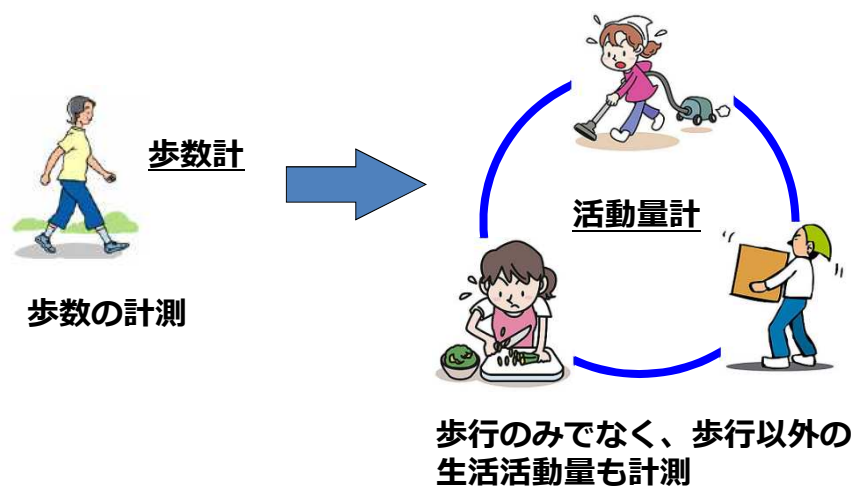 歩数計
歩数の計測
活動量計
歩行のみでなく、歩行以外の
生活活動量も計測